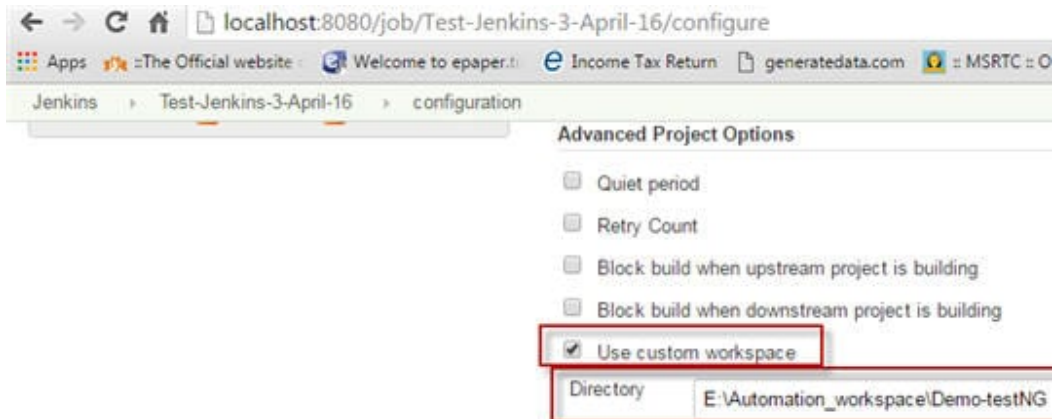 localhost:8080/job/Test-Jenkins-3-April-16/configure
Apps ::The Official website Welcome to epaper.t Income Tax Return generatedata.com :: MSRTC :: O
Jenkins Test-Jenkins-3-April-16 configuration
Advanced Project Options
Quiet period
Retry Count
Block build when upstream project is building
Block build when downstream project is building
Use custom workspace
Directory E:\Automation_workspace\Demo-testNG